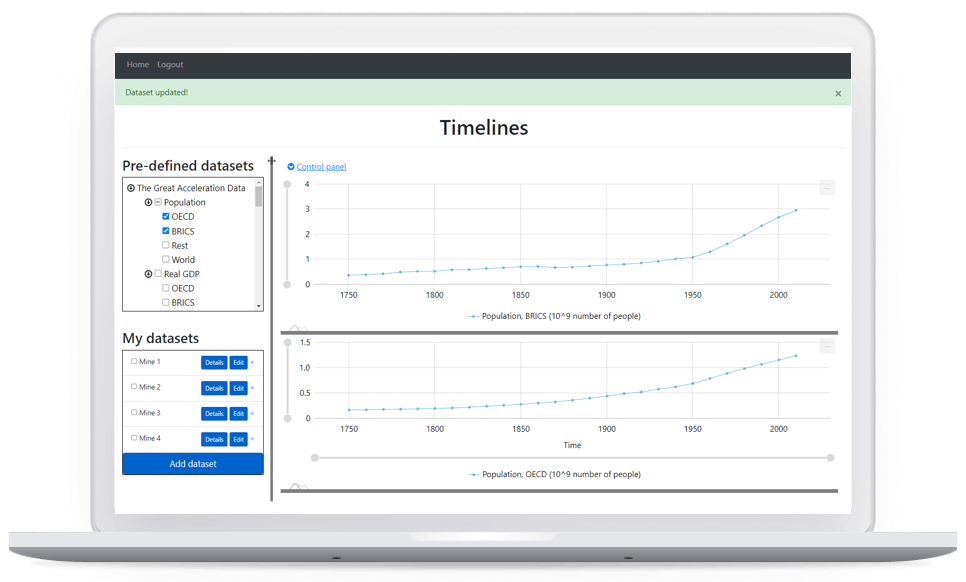 Home Logout
Dataset updated! ×
Timelines
Pre-defined datasets
The Great Acceleration Data
Population
OECD
BRICS
Rest
World
Real GDP
OECD
BRICS
My datasets
Mine 1 Details Edit ×
Mine 2 Details Edit ×
Mine 3 Details Edit ×
Mine 4 Details Edit ×
Add dataset
Control panel
4
3
2
1
0
1750 1800 1850 1900 1950 2000
Population, BRICS (10^9 number of people)
1.5
1.0
0.5
0
1750 1800 1850 1900 1950 2000
Time
Population, OECD (10^9 number of people)